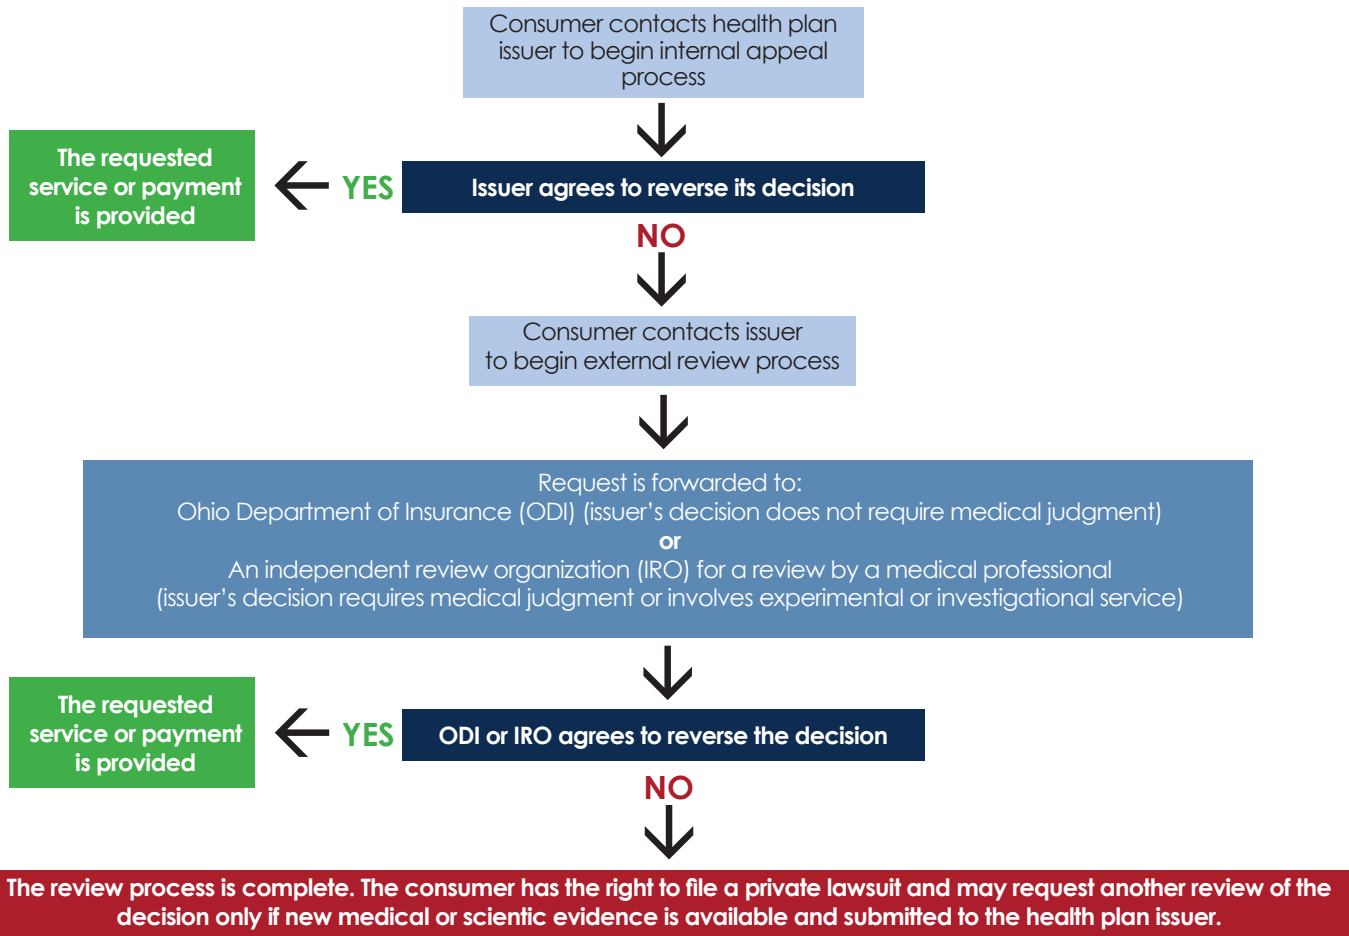 Consumer contacts health plan
issuer to begin internal appeal
process
The requested
service or payment
is provided
YES
Issuer agrees to reverse its decision
NO
Consumer contacts issuer
to begin external review process
Request is forwarded to:
Ohio Department of Insurance (ODI) (issuer’s decision does not require medical judgment)
or
An independent review organization (IRO) for a review by a medical professional
(issuer’s decision requires medical judgment or involves experimental or investigational service)
The requested
service or payment
is provided
YES
ODI or IRO agrees to reverse the decision
NO
The review process is complete. The consumer has the right to file a private lawsuit and may request another review of the
decision only if new medical or scientic evidence is available and submitted to the health plan issuer.